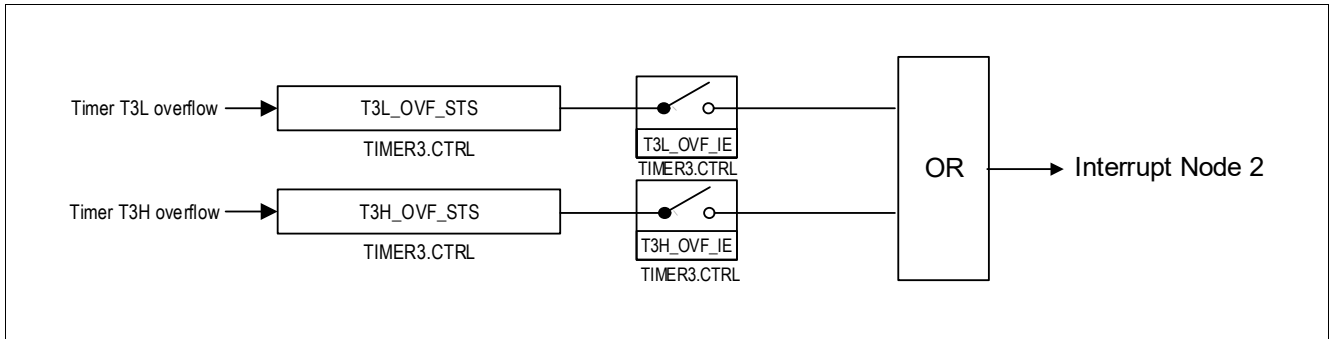 Timer T3L overflow
T3L_OVF_STS
TIMER3.CTRL
T3L_OVF_IE
TIMER3.CTRL
Timer T3H overflow
T3H_OVF_STS
TIMER3.CTRL
T3H_OVF_IE
TIMER3.CTRL
OR
Interrupt Node 2